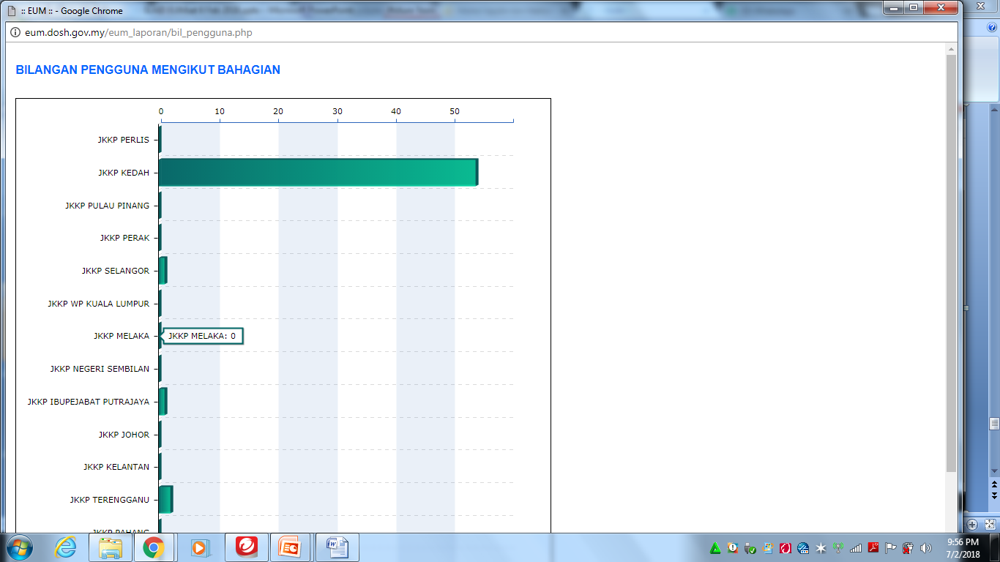 :: EUM :: - Google Chrome
eum.dosh.gov.my/eum_laporan/bil_pengguna.php
BILANGAN PENGGUNA MENGIKUT BAHAGIAN
0 10 20 30 40 50
JKKP PERLIS
JKKP KEDAH
JKKP PULAU PINANG
JKKP PERAK
JKKP SELANGOR
JKKP WP KUALA LUMPUR
JKKP MELAKA
JKKP MELAKA: 0
JKKP NEGERI SEMBILAN
JKKP IBUPEJABAT PUTRAJAYA
JKKP JOHOR
JKKP KELANTAN
JKKP TERENGGANU
JKKP PAHANG
9:56 PM
7/2/2018